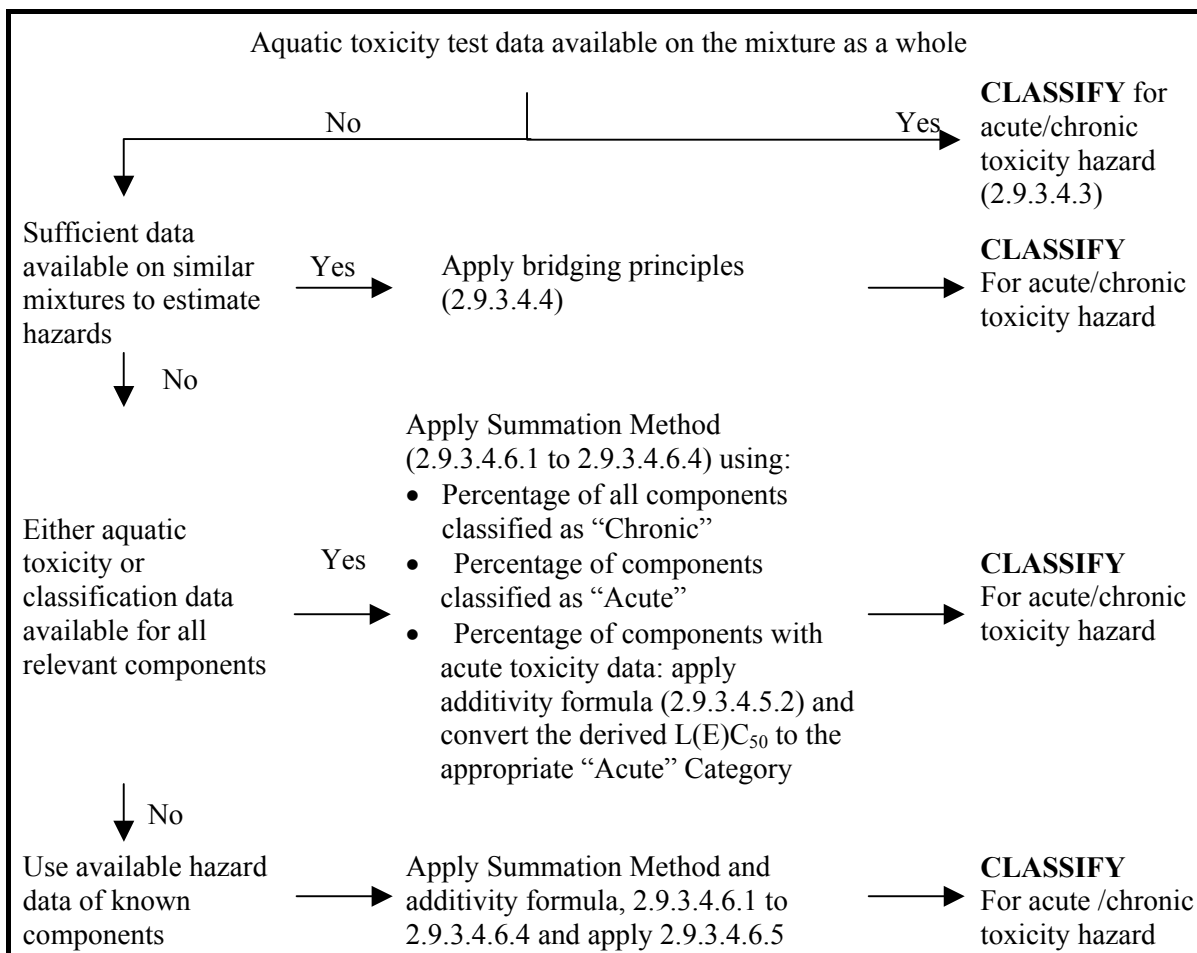 Aquatic toxicity test data available on the mixture as a whole
No
Yes
CLASSIFY for
acute/chronic
toxicity hazard
(2.9.3.4.3)
Sufficient data
available on similar
mixtures to estimate
hazards
Yes
Apply bridging principles
(2.9.3.4.4)
CLASSIFY
For acute/chronic
toxicity hazard
No
Either aquatic
toxicity or
classification data
available for all
relevant components
Yes
Apply Summation Method
(2.9.3.4.6.1 to 2.9.3.4.6.4) using:
• Percentage of all components
classified as “Chronic”
• Percentage of components
classified as “Acute”
• Percentage of components with
acute toxicity data: apply
additivity formula (2.9.3.4.5.2) and
convert the derived L(E)C50 to the
appropriate “Acute” Category
CLASSIFY
For acute/chronic
toxicity hazard
No
Use available hazard
data of known
components
Apply Summation Method and
additivity formula, 2.9.3.4.6.1 to
2.9.3.4.6.4 and apply 2.9.3.4.6.5
CLASSIFY
For acute /chronic
toxicity hazard